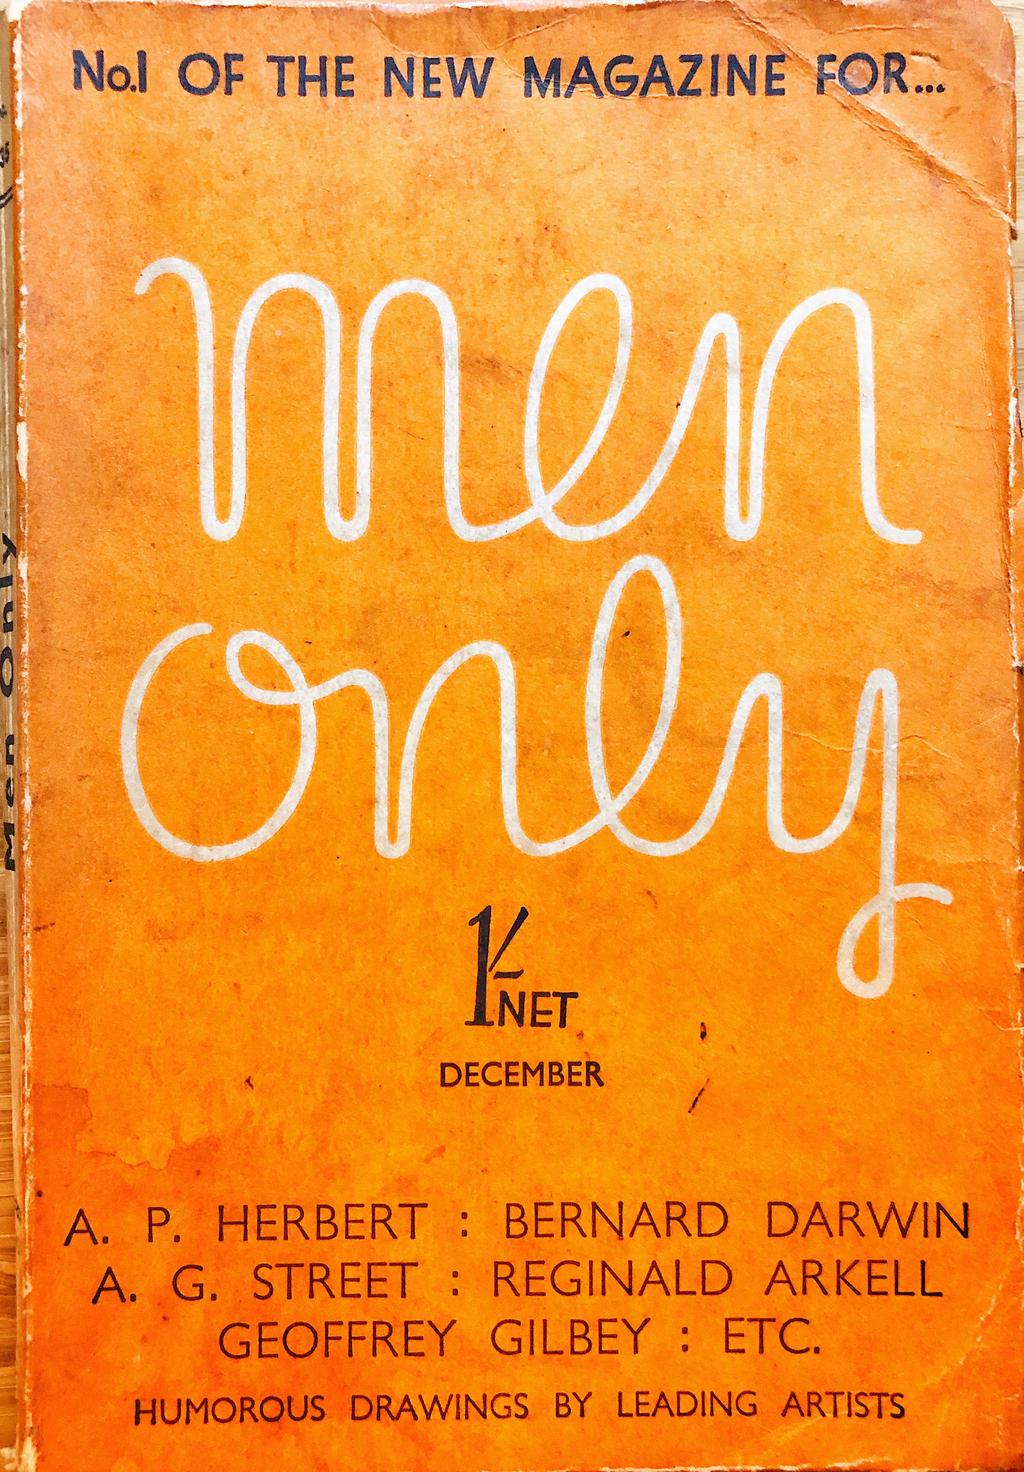 No.1 OF THE NEW MAGAZINE FOR...
men
only
1/- NET
DECEMBER
A. P. HERBERT : BERNARD DARWIN
A. G. STREET : REGINALD ARKELL
GEOFFREY GILBEY : ETC.
HUMOROUS DRAWINGS BY LEADING ARTISTS
Men Only